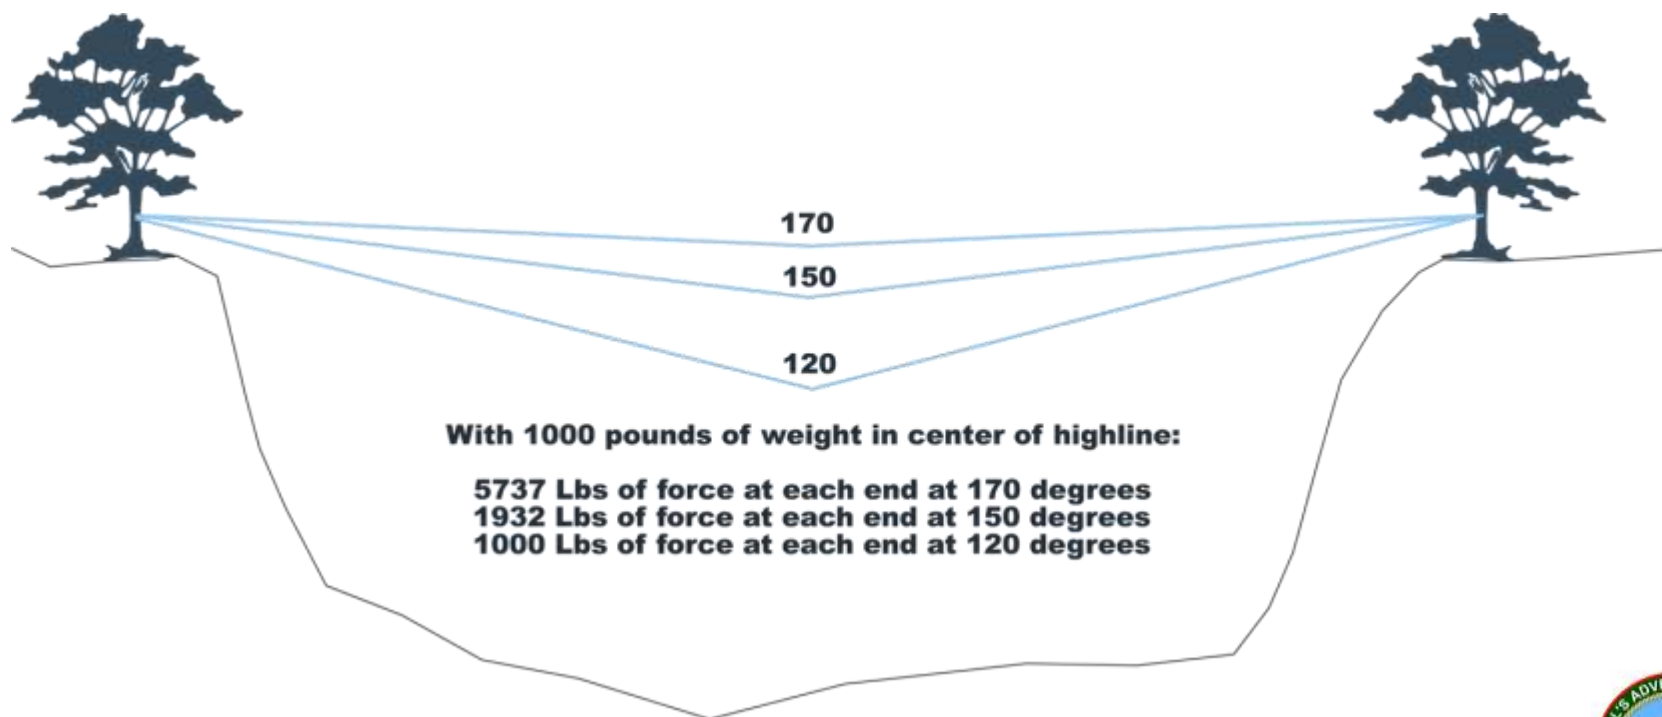 170
150
120
With 1000 pounds of weight in center of highline:
5737 Lbs of force at each end at 170 degrees
1932 Lbs of force at each end at 150 degrees
1000 Lbs of force at each end at 120 degrees
'S ADV